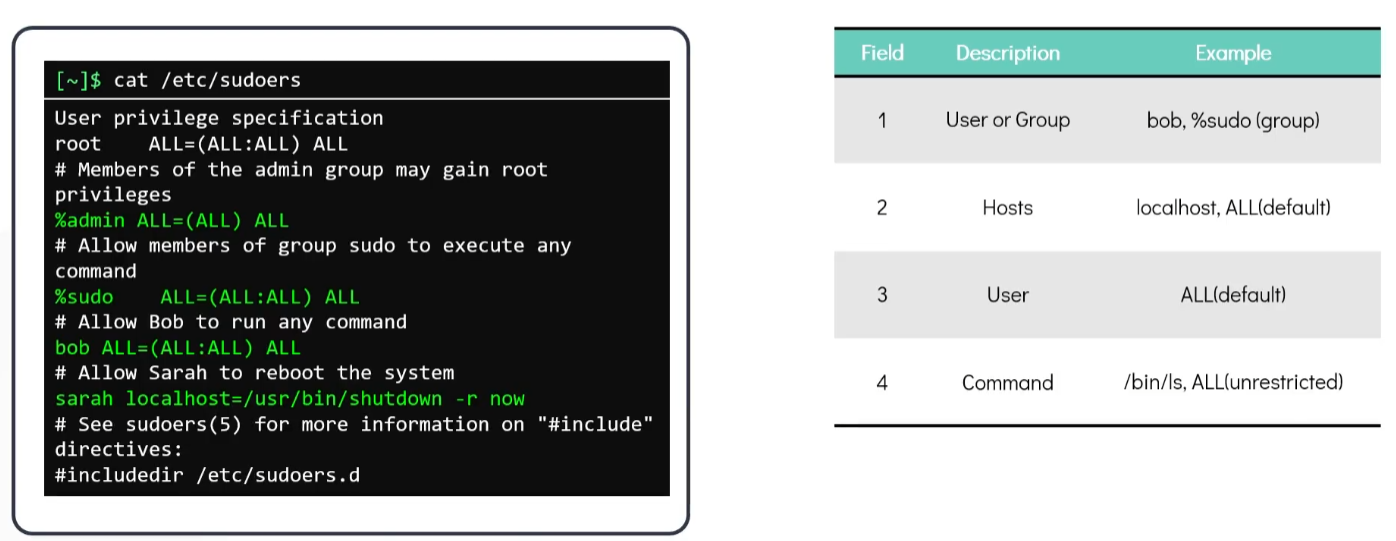 [~]$ cat /etc/sudoers
User privilege specification
root    ALL=(ALL:ALL) ALL
# Members of the admin group may gain root
privileges
%admin ALL=(ALL) ALL
# Allow members of group sudo to execute any
command
%sudo    ALL=(ALL:ALL) ALL
# Allow Bob to run any command
bob ALL=(ALL:ALL) ALL
# Allow Sarah to reboot the system
sarah localhost=/usr/bin/shutdown -r now
# See sudoers(5) for more information on "#include"
directives:
#includedir /etc/sudoers.d
Field Description Example
1 User or Group bob, %sudo (group)
2 Hosts localhost, ALL(default)
3 User ALL(default)
4 Command /bin/ls, ALL(unrestricted)